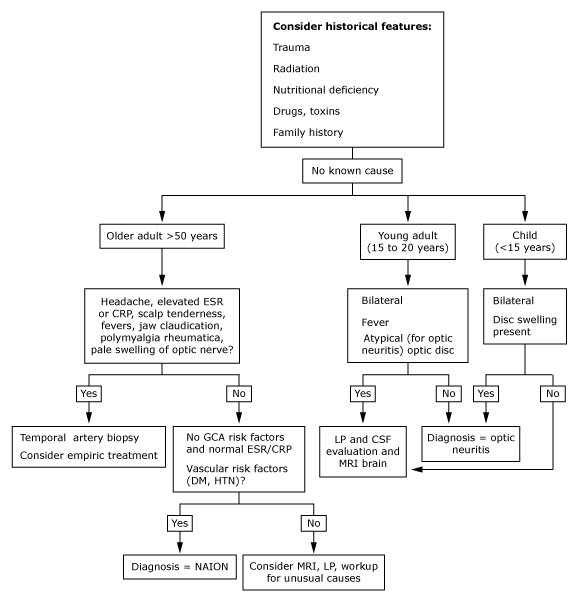 Consider historical features:
Trauma
Radiation
Nutritional deficiency
Drugs, toxins
Family history
No known cause
Older adult >50 years
Young adult
(15 to 20 years)
Child
(<15 years)
Headache, elevated ESR
or CRP, scalp tenderness,
fevers, jaw claudication,
polymyalgia rheumatica,
pale swelling of optic nerve?
Bilateral
Fever
Atypical (for optic
neuritis) optic disc
Bilateral
Disc swelling
present
Yes
No
Yes
No
Yes
No
Temporal artery biopsy
Consider empiric treatment
No GCA risk factors
and normal ESR/CRP
Vascular risk factors
(DM, HTN)?
LP and CSF
evaluation and
MRI brain
Diagnosis = optic
neuritis
Yes
No
Diagnosis = NAION
Consider MRI, LP, workup
for unusual causes